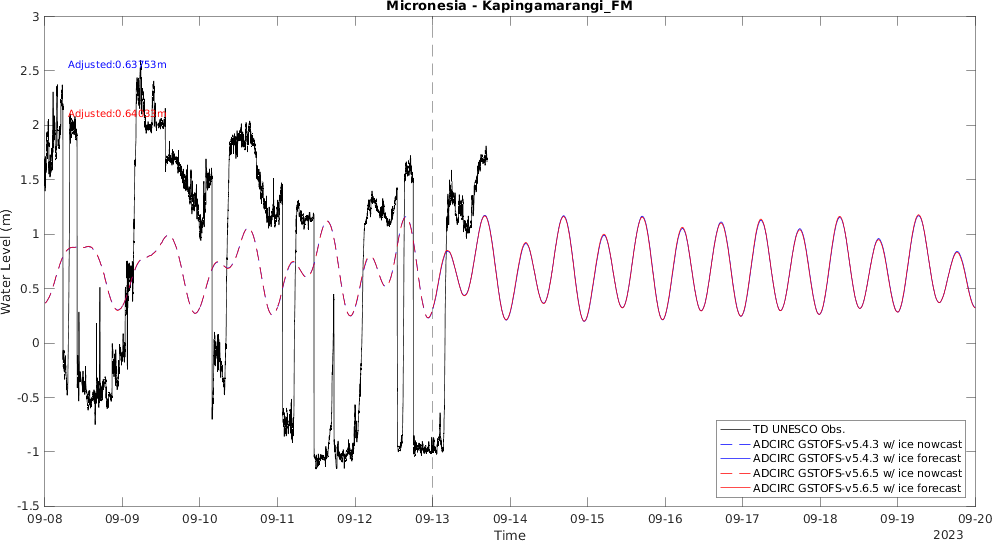 Micronesia - Kapingamarangi_FM
Water Level (m)
3
2.5
2
1.5
1
0.5
0
-0.5
-1
-1.5
Adjusted:0.63753m
TD UNESCO Obs.
ADCIRC GSTOFS-v5.4.3 w/ ice nowcast
ADCIRC GSTOFS-v5.4.3 w/ ice forecast
ADCIRC GSTOFS-v5.6.5 w/ ice nowcast
ADCIRC GSTOFS-v5.6.5 w/ ice forecast
09-08 09-09 09-10 09-11 09-12 09-13 09-14 09-15 09-16 09-17 09-18 09-19 09-20
Time
2023